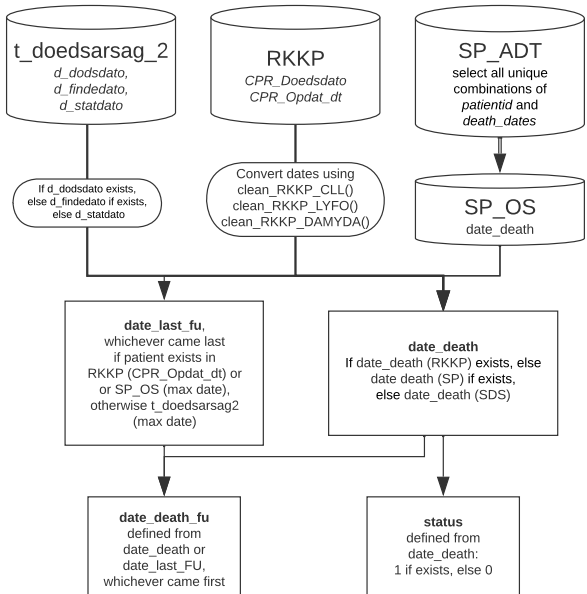 t_doedsarsag_2
d_dodsdato,
d_findedato,
d_statdato
RKKP
CPR_Doedsdato
CPR_Opdat_dt
SP_ADT
select all unique
combinations of
patientid and
death_dates
If d_dodsdato exists,
else d_findedato if exists,
else d_statdato
Convert dates using
clean_RKKP_CLL()
clean_RKKP_LYFO()
clean_RKKP_DAMYDA()
SP_OS
date_death
date_last_fu,
whichever came last
if patient exists in
RKKP (CPR_Opdat_dt) or
or SP_OS (max date),
otherwise t_doedsarsag2
(max date)
date_death
If date_death (RKKP) exists, else
date death (SP) if exists,
else date_death (SDS)
date_death_fu
defined from
date_death or
date_last_FU,
whichever came first
status
defined from
date_death:
1 if exists, else 0